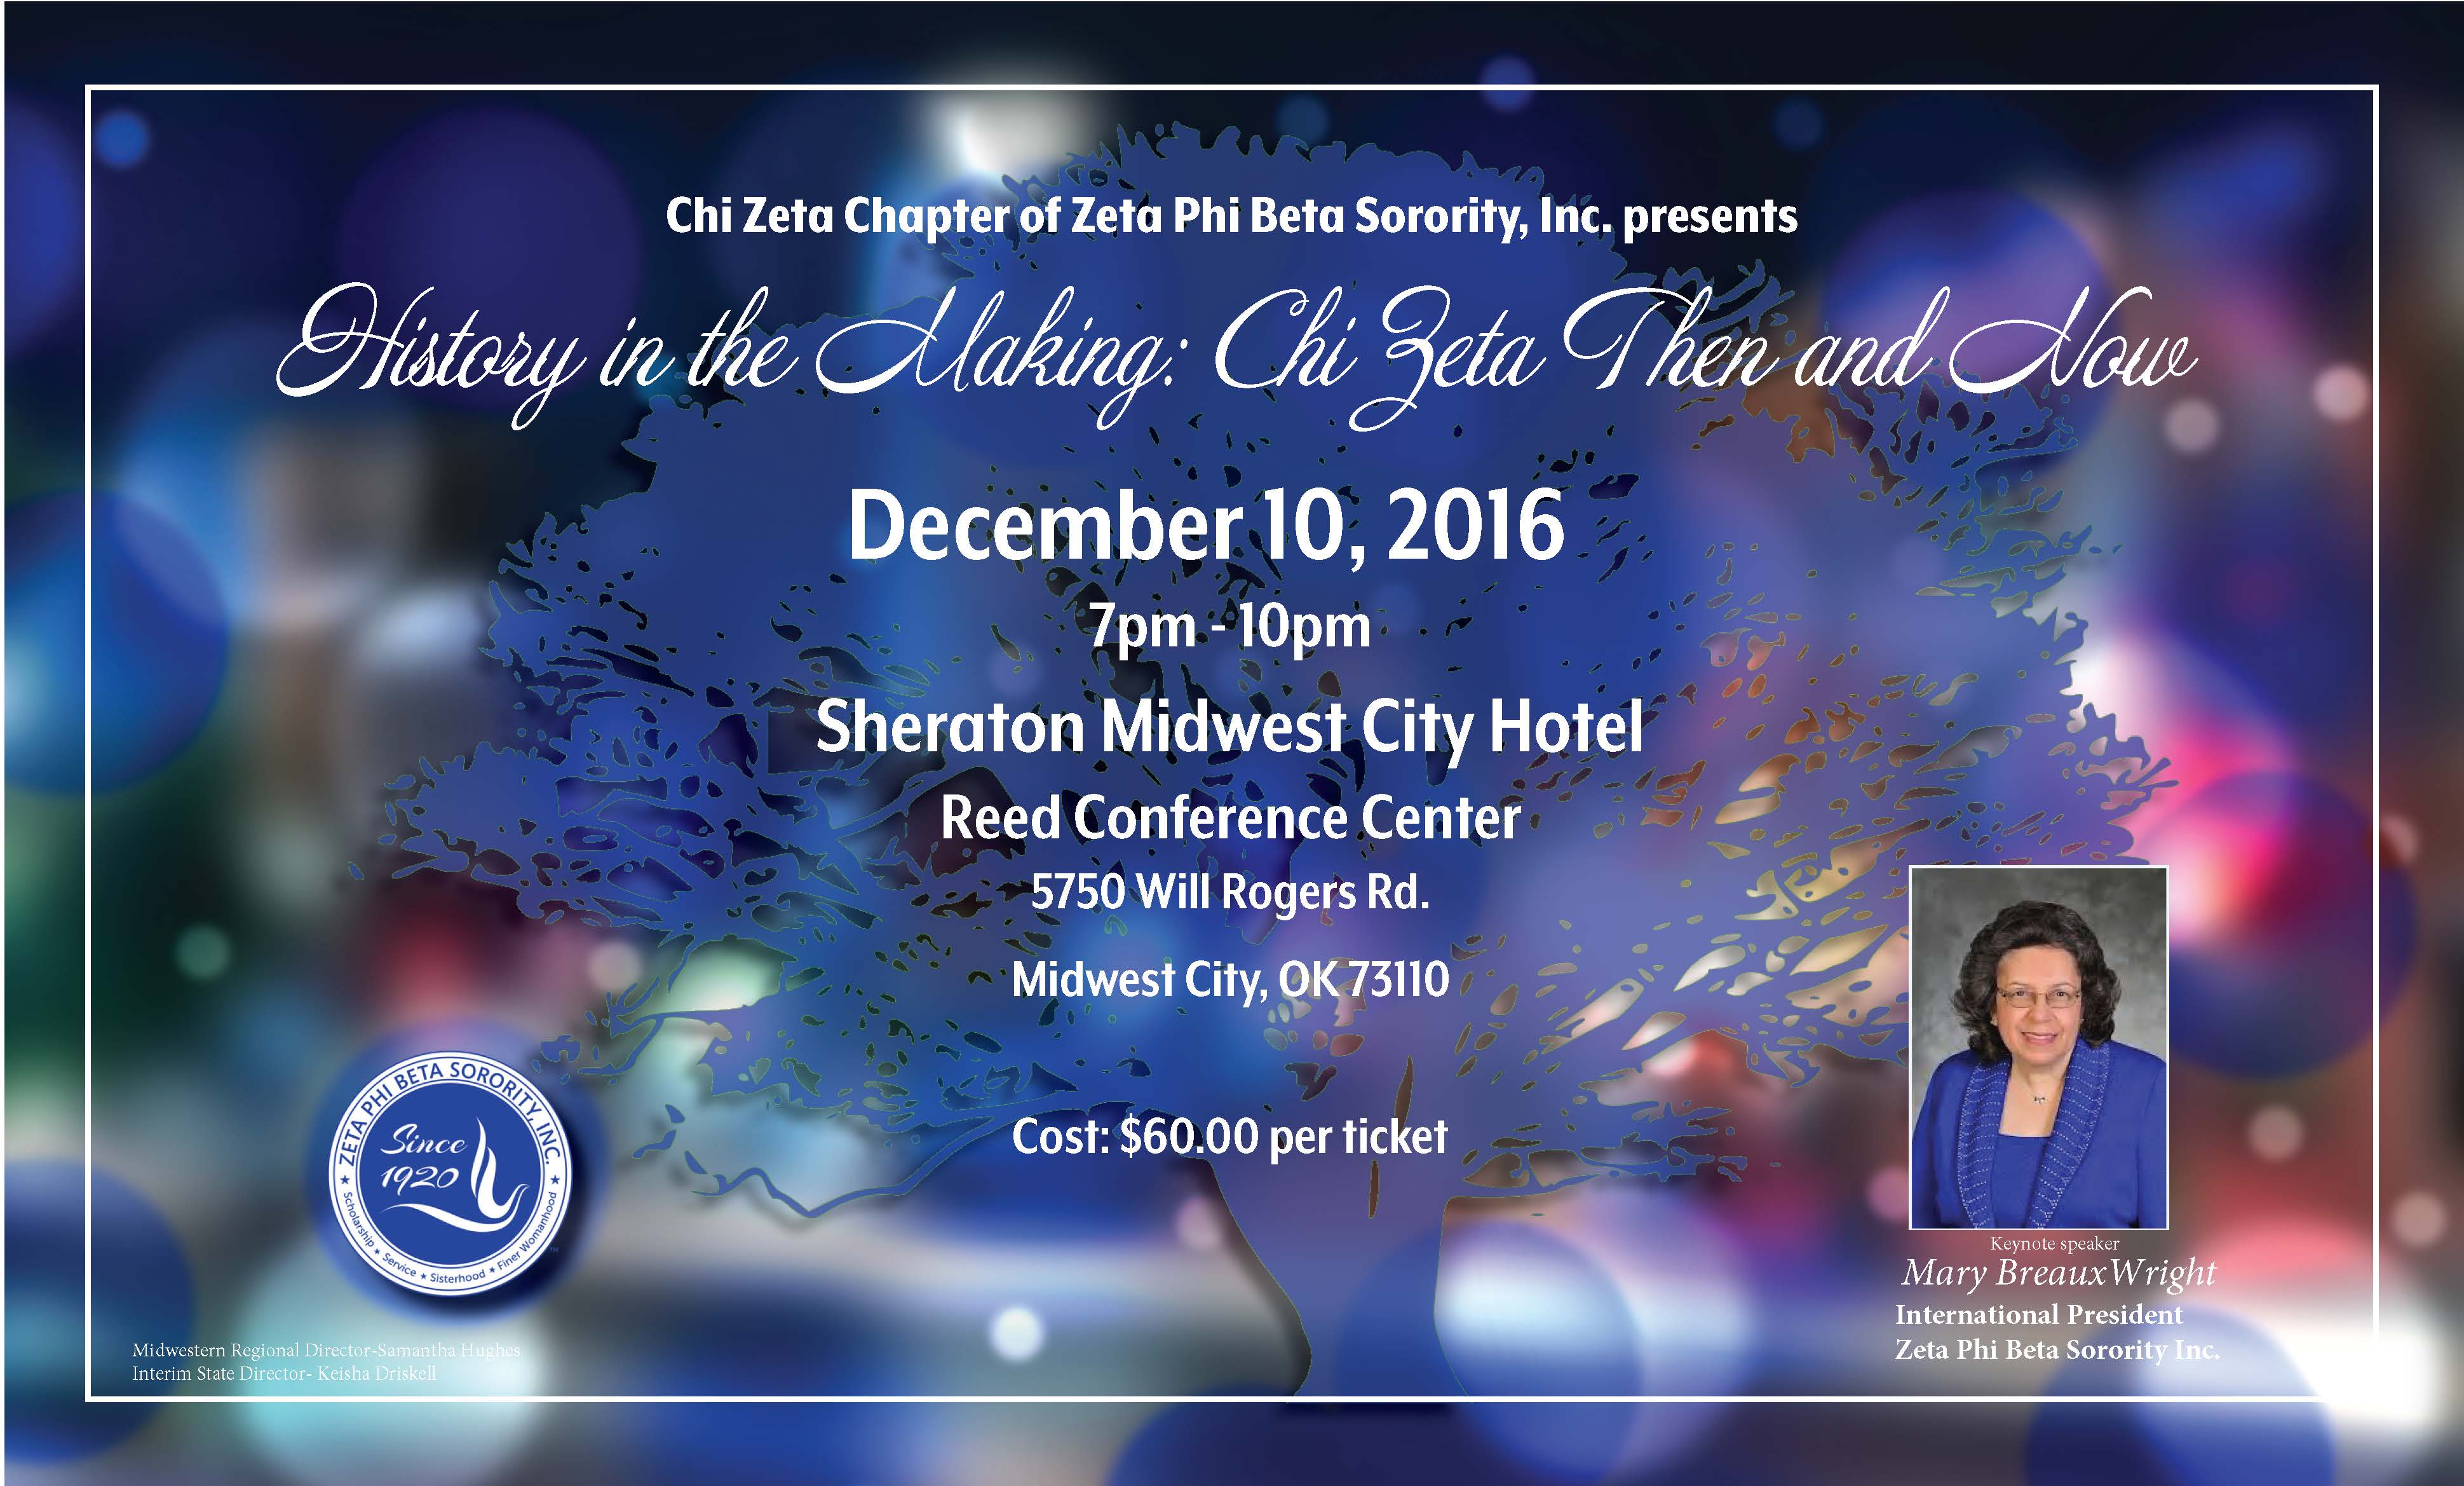 Chi Zeta Chapter of Zeta Phi Beta Sorority, Inc. presents
History in the Making: Chi Zeta Then and Now
December 10, 2016
7pm - 10pm
Sheraton Midwest City Hotel
Reed Conference Center
5750 Will Rogers Rd.
Midwest City, OK 73110
Cost: $60.00 per ticket
ZETA PHI BETA SORORITY, INC.
Since
1920
Scholarship ★ Service ★ Sisterhood ★ Finer Womanhood
TM
Midwestern Regional Director-Samantha Hughes
Interim State Director- Keisha Driskell
Keynote speaker
Mary Breaux Wright
International President
Zeta Phi Beta Sorority Inc.